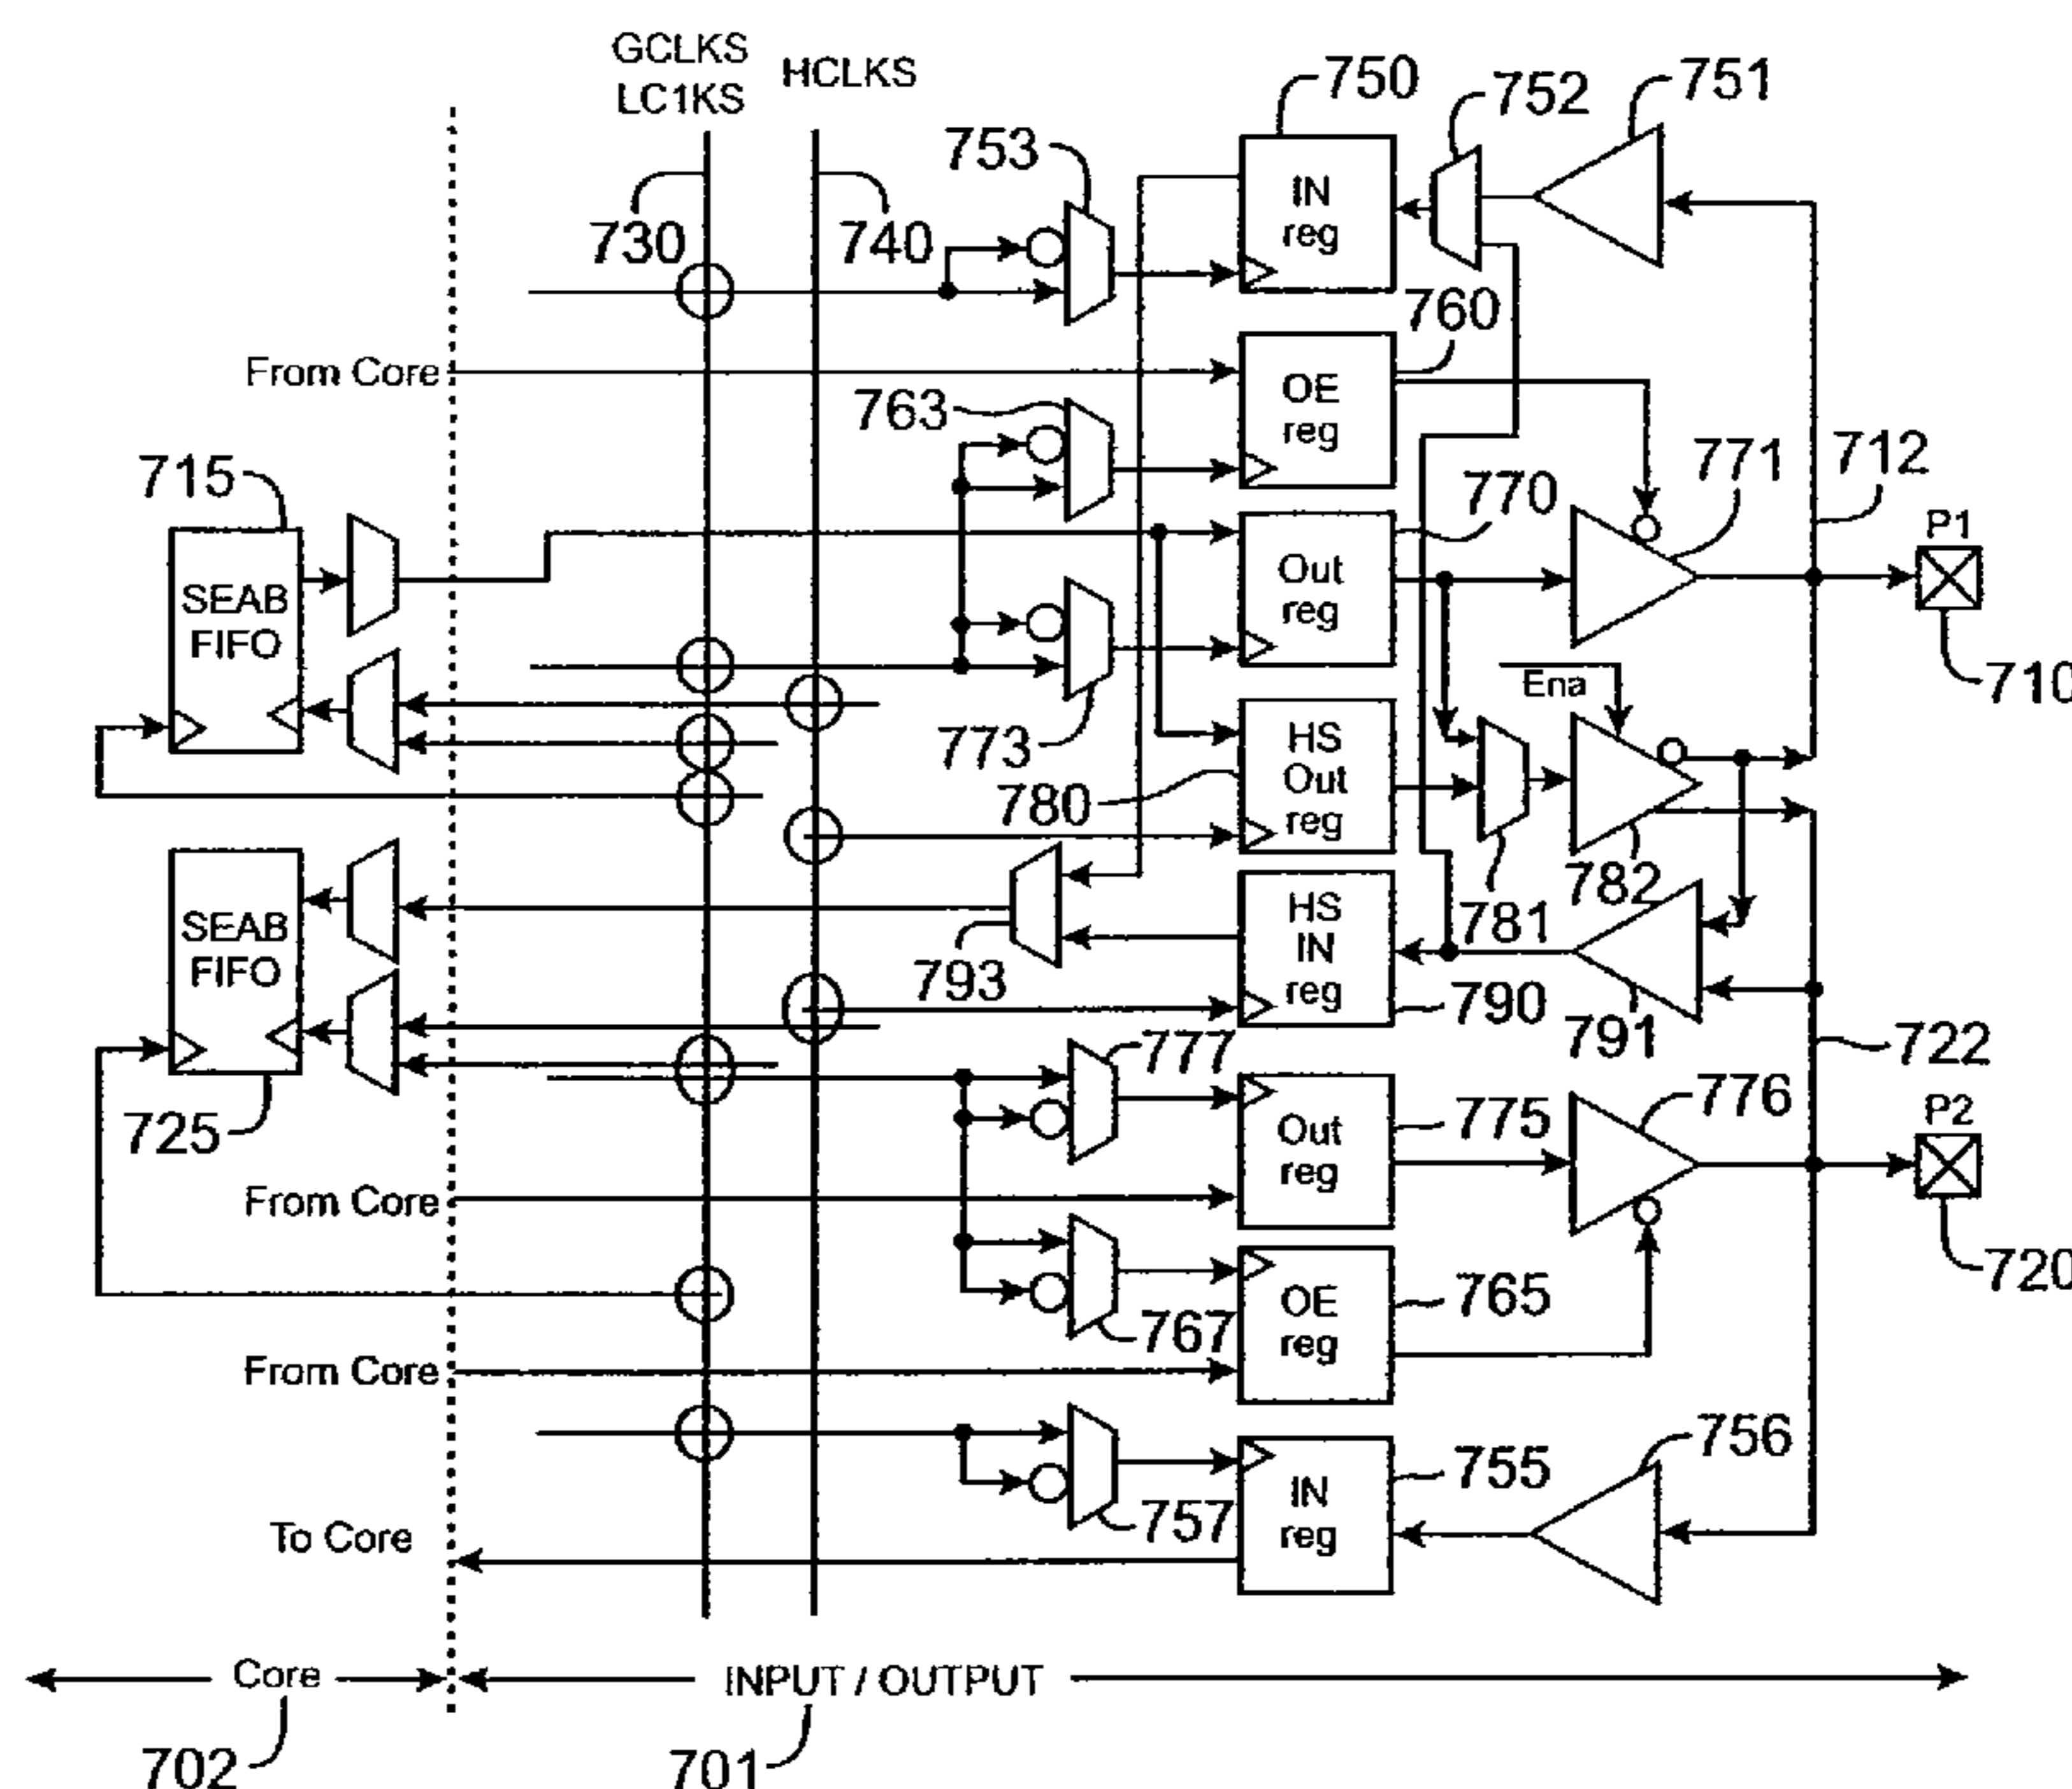 GCLKS
LC1KS
HCLKS
750
752
751
753
IN
reg
730
740
760
From Core
OE
reg
763
715
770
771
712
P1
SEAB
FIFO
Out
reg
Ena
710
773
HS
Out
reg
780
782
781
SEAB
FIFO
HS
IN
reg
793
790
791
722
777
725
775
776
P2
Out
reg
From Core
720
OE
reg
765
767
From Core
756
755
IN
reg
757
To Core
Core
INPUT / OUTPUT
702
701